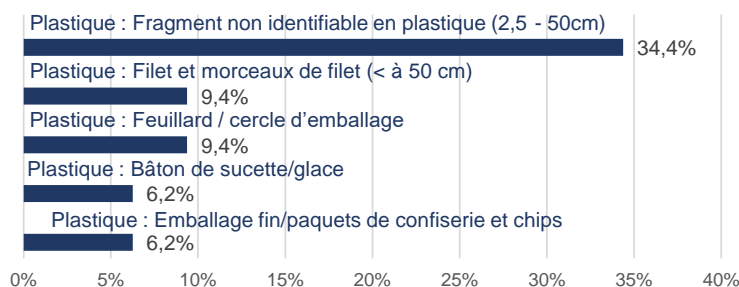 Plastique : Fragment non identifiable en plastique (2,5 - 50cm)
34,4%
Plastique : Filet et morceaux de filet (< à 50 cm)
9,4%
Plastique : Feuillard / cercle d’emballage
9,4%
Plastique : Bâton de sucette/glace
6,2%
Plastique : Emballage fin/paquets de confiserie et chips
6,2%
0% 5% 10% 15% 20% 25% 30% 35% 40%